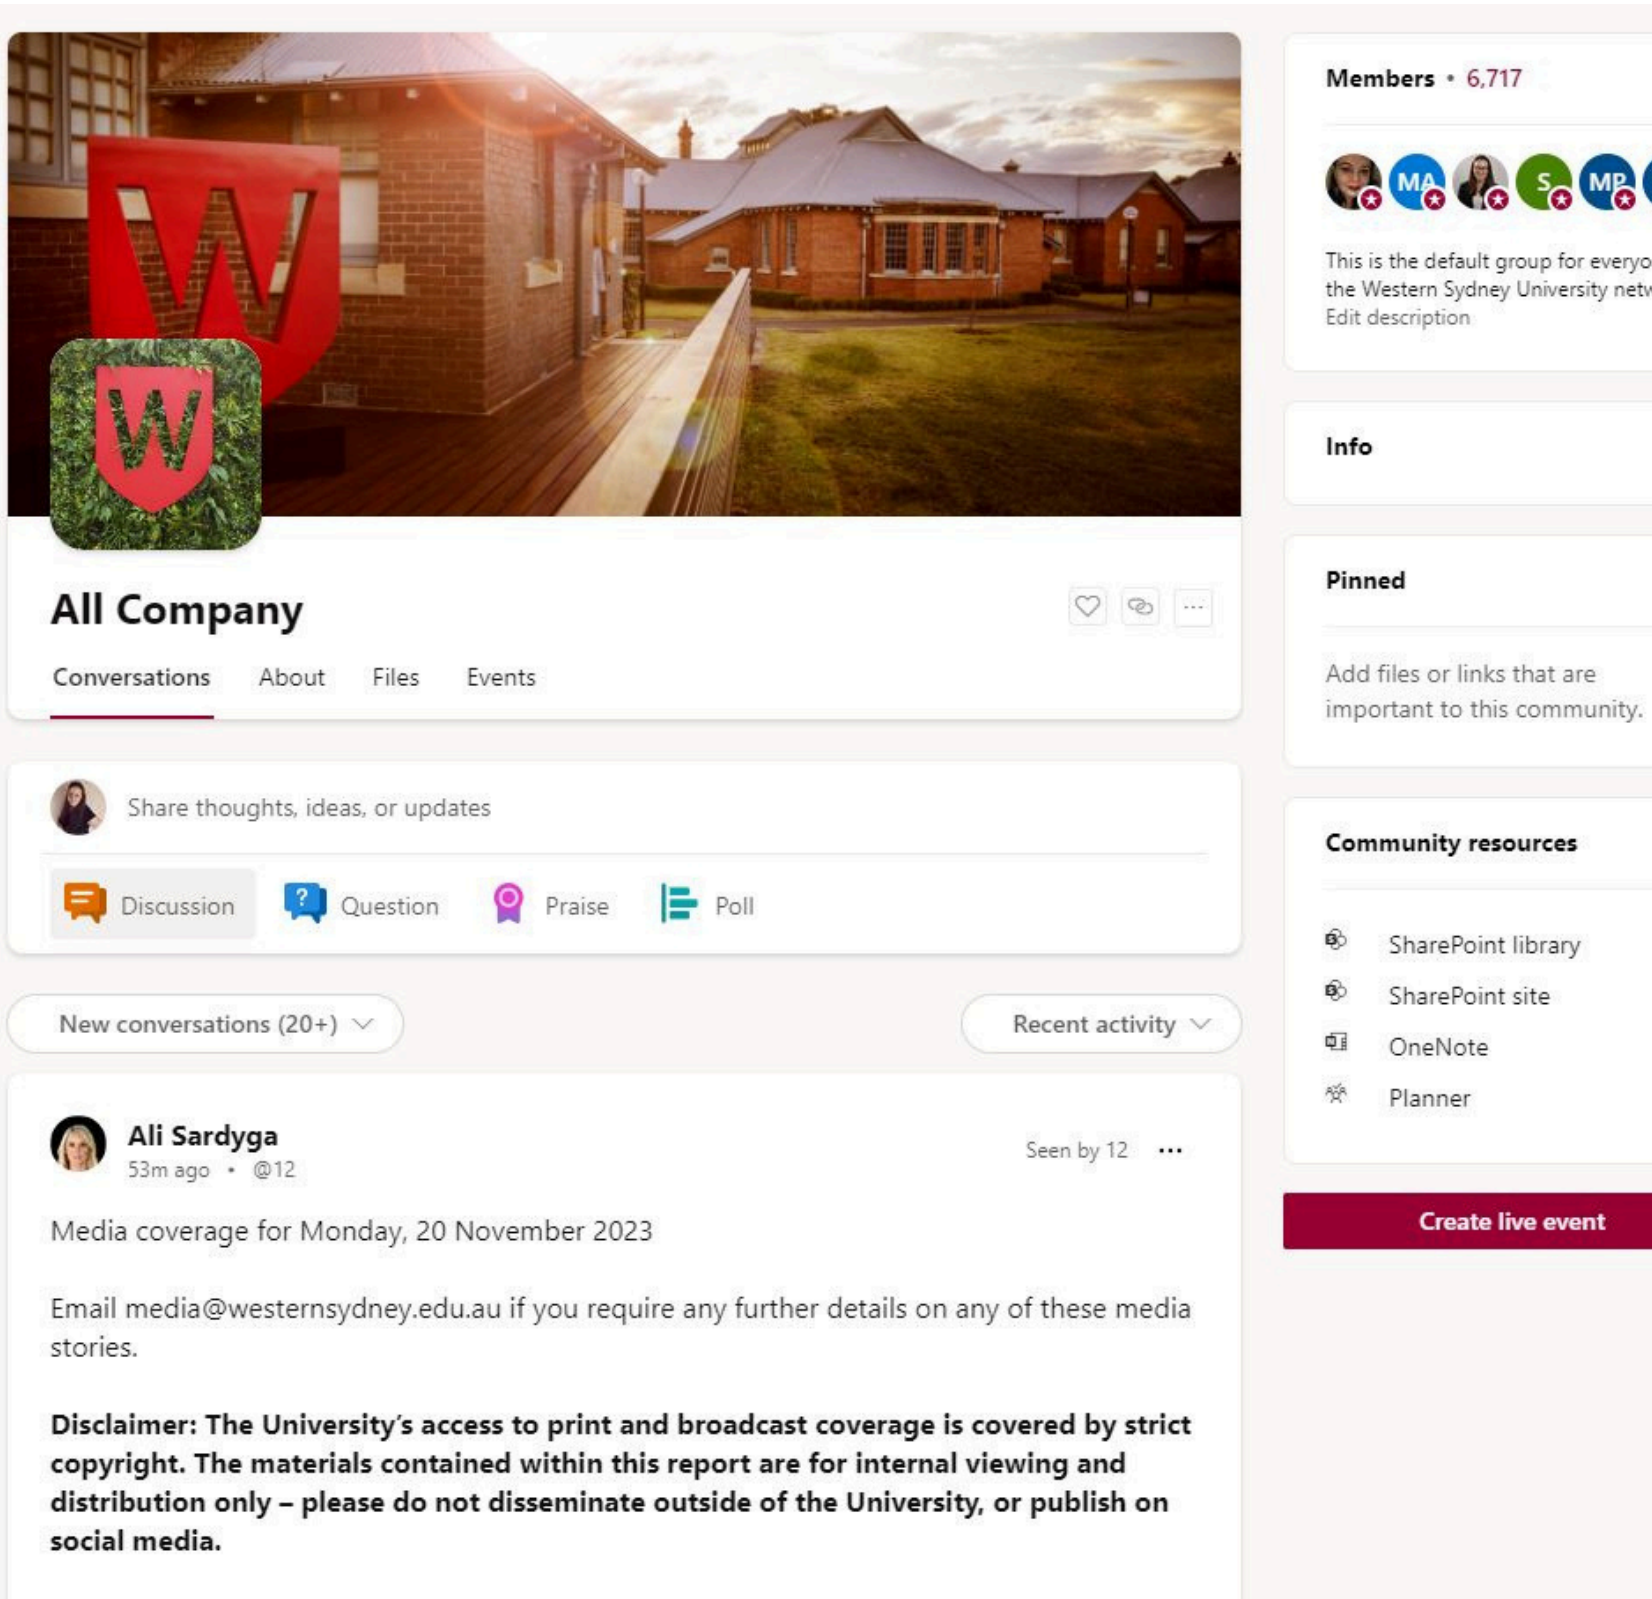 W
W
All Company
Conversations About Files Events
Share thoughts, ideas, or updates
Discussion Question Praise Poll
New conversations (20+) Recent activity
Ali Sardyga
53m ago • @12
Seen by 12
Media coverage for Monday, 20 November 2023
Email media@westernsydney.edu.au if you require any further details on any of these media
stories.
Disclaimer: The University's access to print and broadcast coverage is covered by strict
copyright. The materials contained within this report are for internal viewing and
distribution only – please do not disseminate outside of the University, or publish on
social media.
Members • 6,717
MA S MP
This is the default group for everyo
the Western Sydney University netw
Edit description
Info
Pinned
Add files or links that are
important to this community.
Community resources
SharePoint library
SharePoint site
OneNote
Planner
Create live event